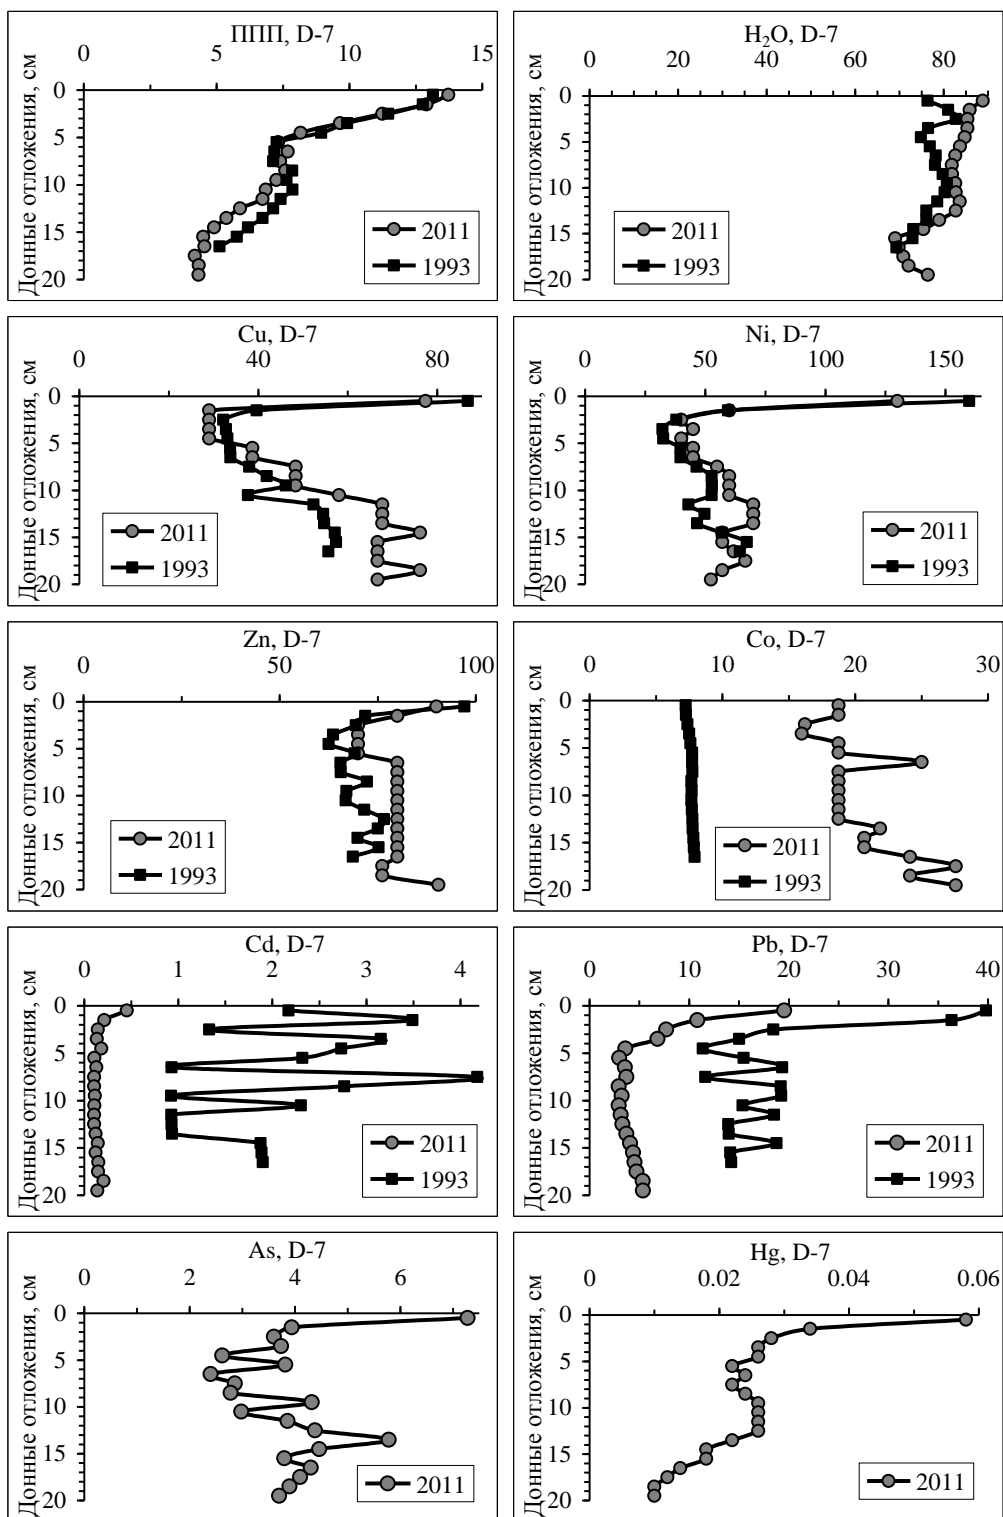 ППП, D-7
0 5 10 15
Донные отложения, см
0
5
10
15
20
2011
1993
H₂O, D-7
0 20 40 60 80
Донные отложения, см
0
5
10
15
20
2011
1993
Cu, D-7
0 40 80
Донные отложения, см
0
5
10
15
20
2011
1993
Ni, D-7
0 50 100 150
Донные отложения, см
0
5
10
15
20
2011
1993
Zn, D-7
0 50 100
Донные отложения, см
0
5
10
15
20
2011
1993
Co, D-7
0 10 20 30
Донные отложения, см
0
5
10
15
20
2011
1993
Cd, D-7
0 1 2 3 4
Донные отложения, см
0
5
10
15
20
2011
1993
Pb, D-7
0 10 20 30 40
Донные отложения, см
0
5
10
15
20
2011
1993
As, D-7
0 2 4 6
Донные отложения, см
0
5
10
15
20
2011
Hg, D-7
0 0.02 0.04 0.06
Донные отложения, см
0
5
10
15
20
2011